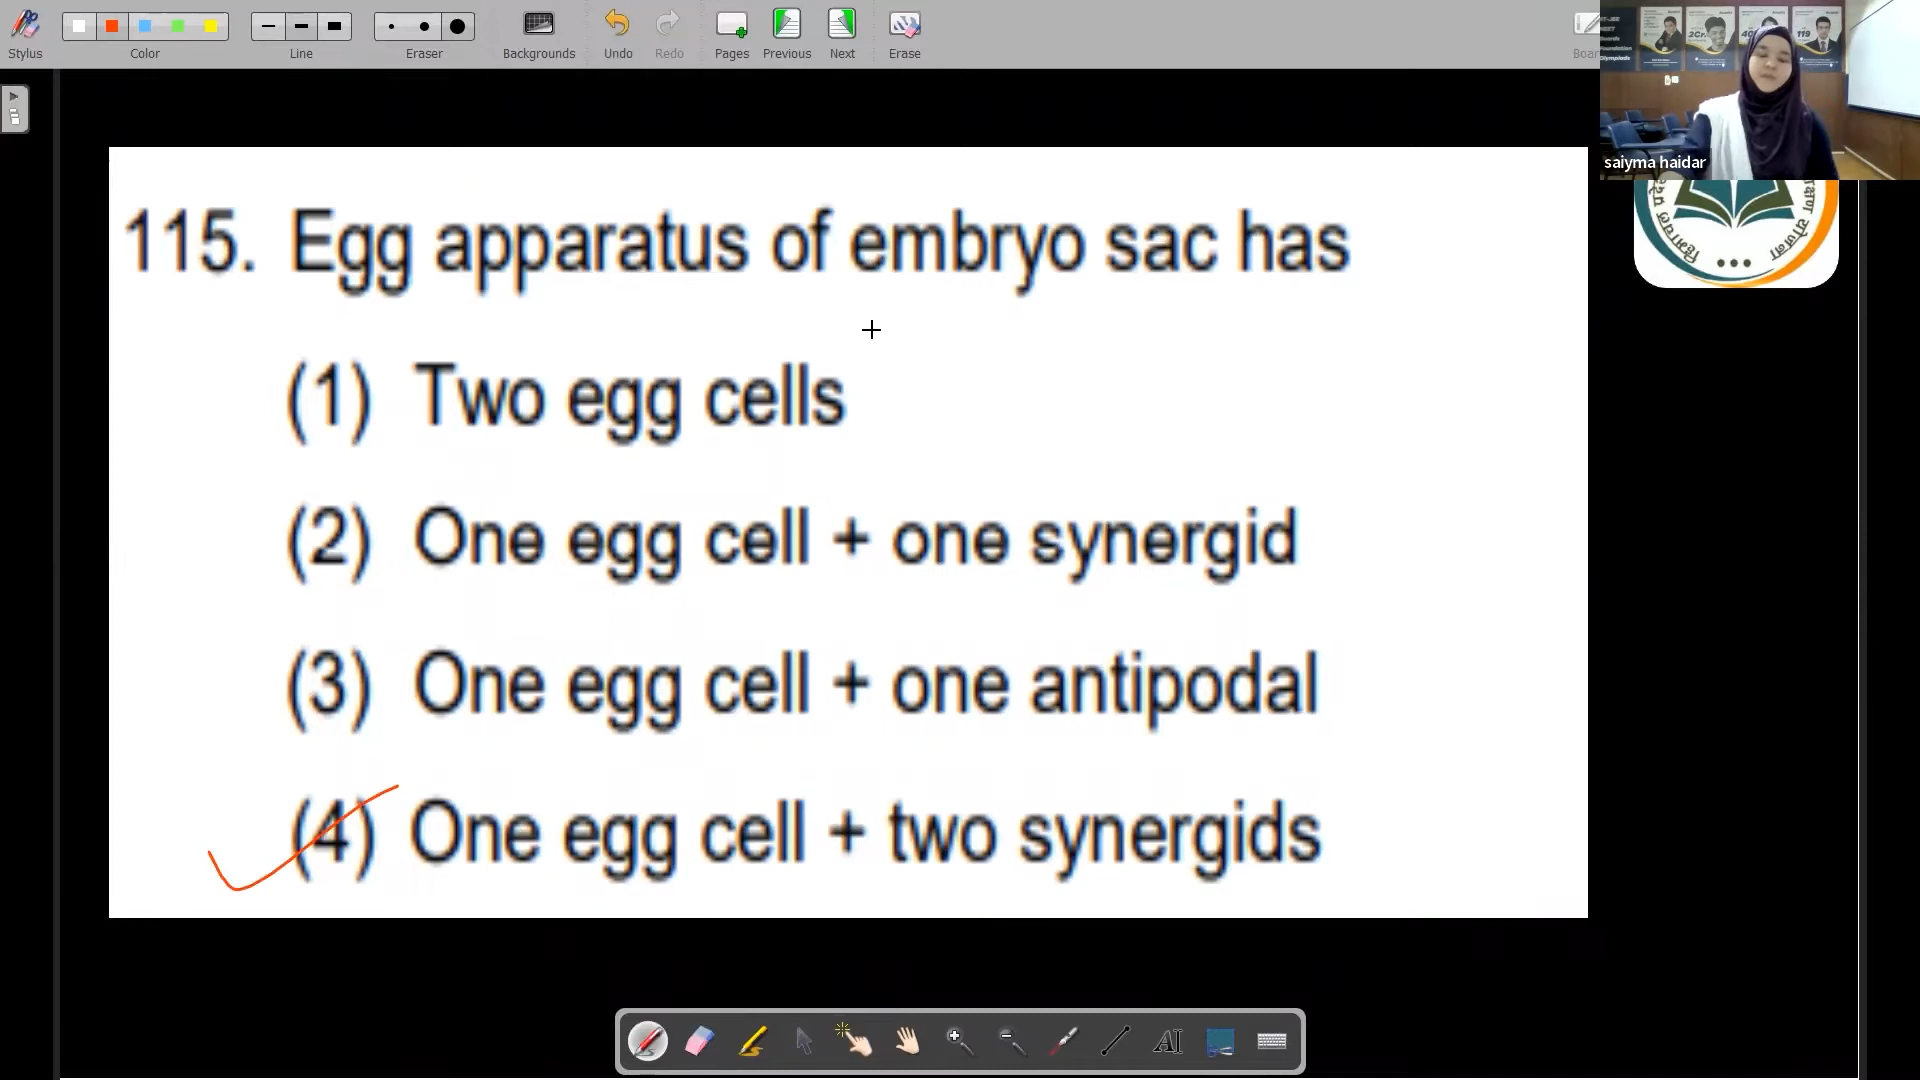 Stylus
Color
Line
Eraser
Backgrounds
Undo
Redo
Pages
Previous
Next
Erase
saiyma haidar
115. Egg apparatus of embryo sac has
(1) Two egg cells
(2) One egg cell + one synergid
(3) One egg cell + one antipodal
(4) One egg cell + two synergids